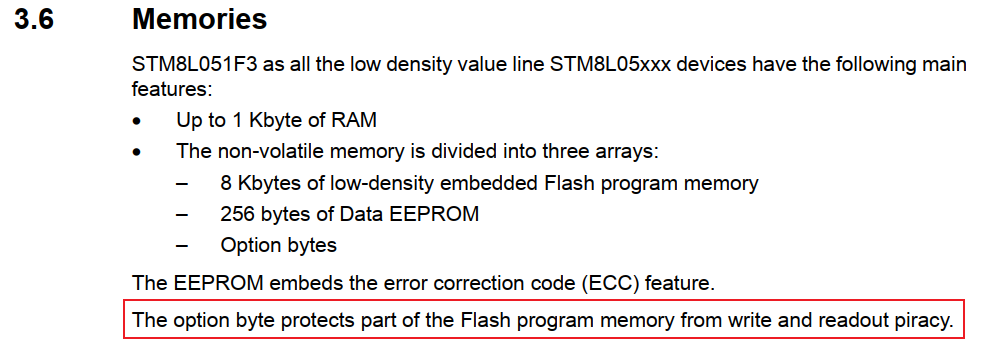 3.6 Memories
STM8L051F3 as all the low density value line STM8L05xxx devices have the following main
features:
• Up to 1 Kbyte of RAM
• The non-volatile memory is divided into three arrays:
– 8 Kbytes of low-density embedded Flash program memory
– 256 bytes of Data EEPROM
– Option bytes
The EEPROM embeds the error correction code (ECC) feature.
The option byte protects part of the Flash program memory from write and readout piracy.